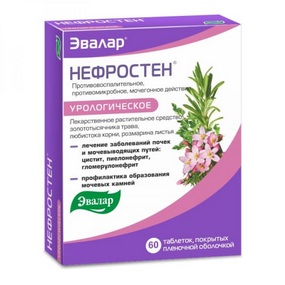 Эвалар®
НЕФРОСТЕН®
Противовоспалительное,
противомикробное, мочегонное действие
УРОЛОГИЧЕСКОЕ
Лекарственное растительное средство
золототысячника трава,
любистока корни, розмарина листья
лечение заболеваний почек
и мочевыводящих путей:
цистит, пиелонефрит,
гломерулонефрит
профилактика образования
мочевых камней
Эвалар
60 таблеток, покрытых
пленочной оболочкой